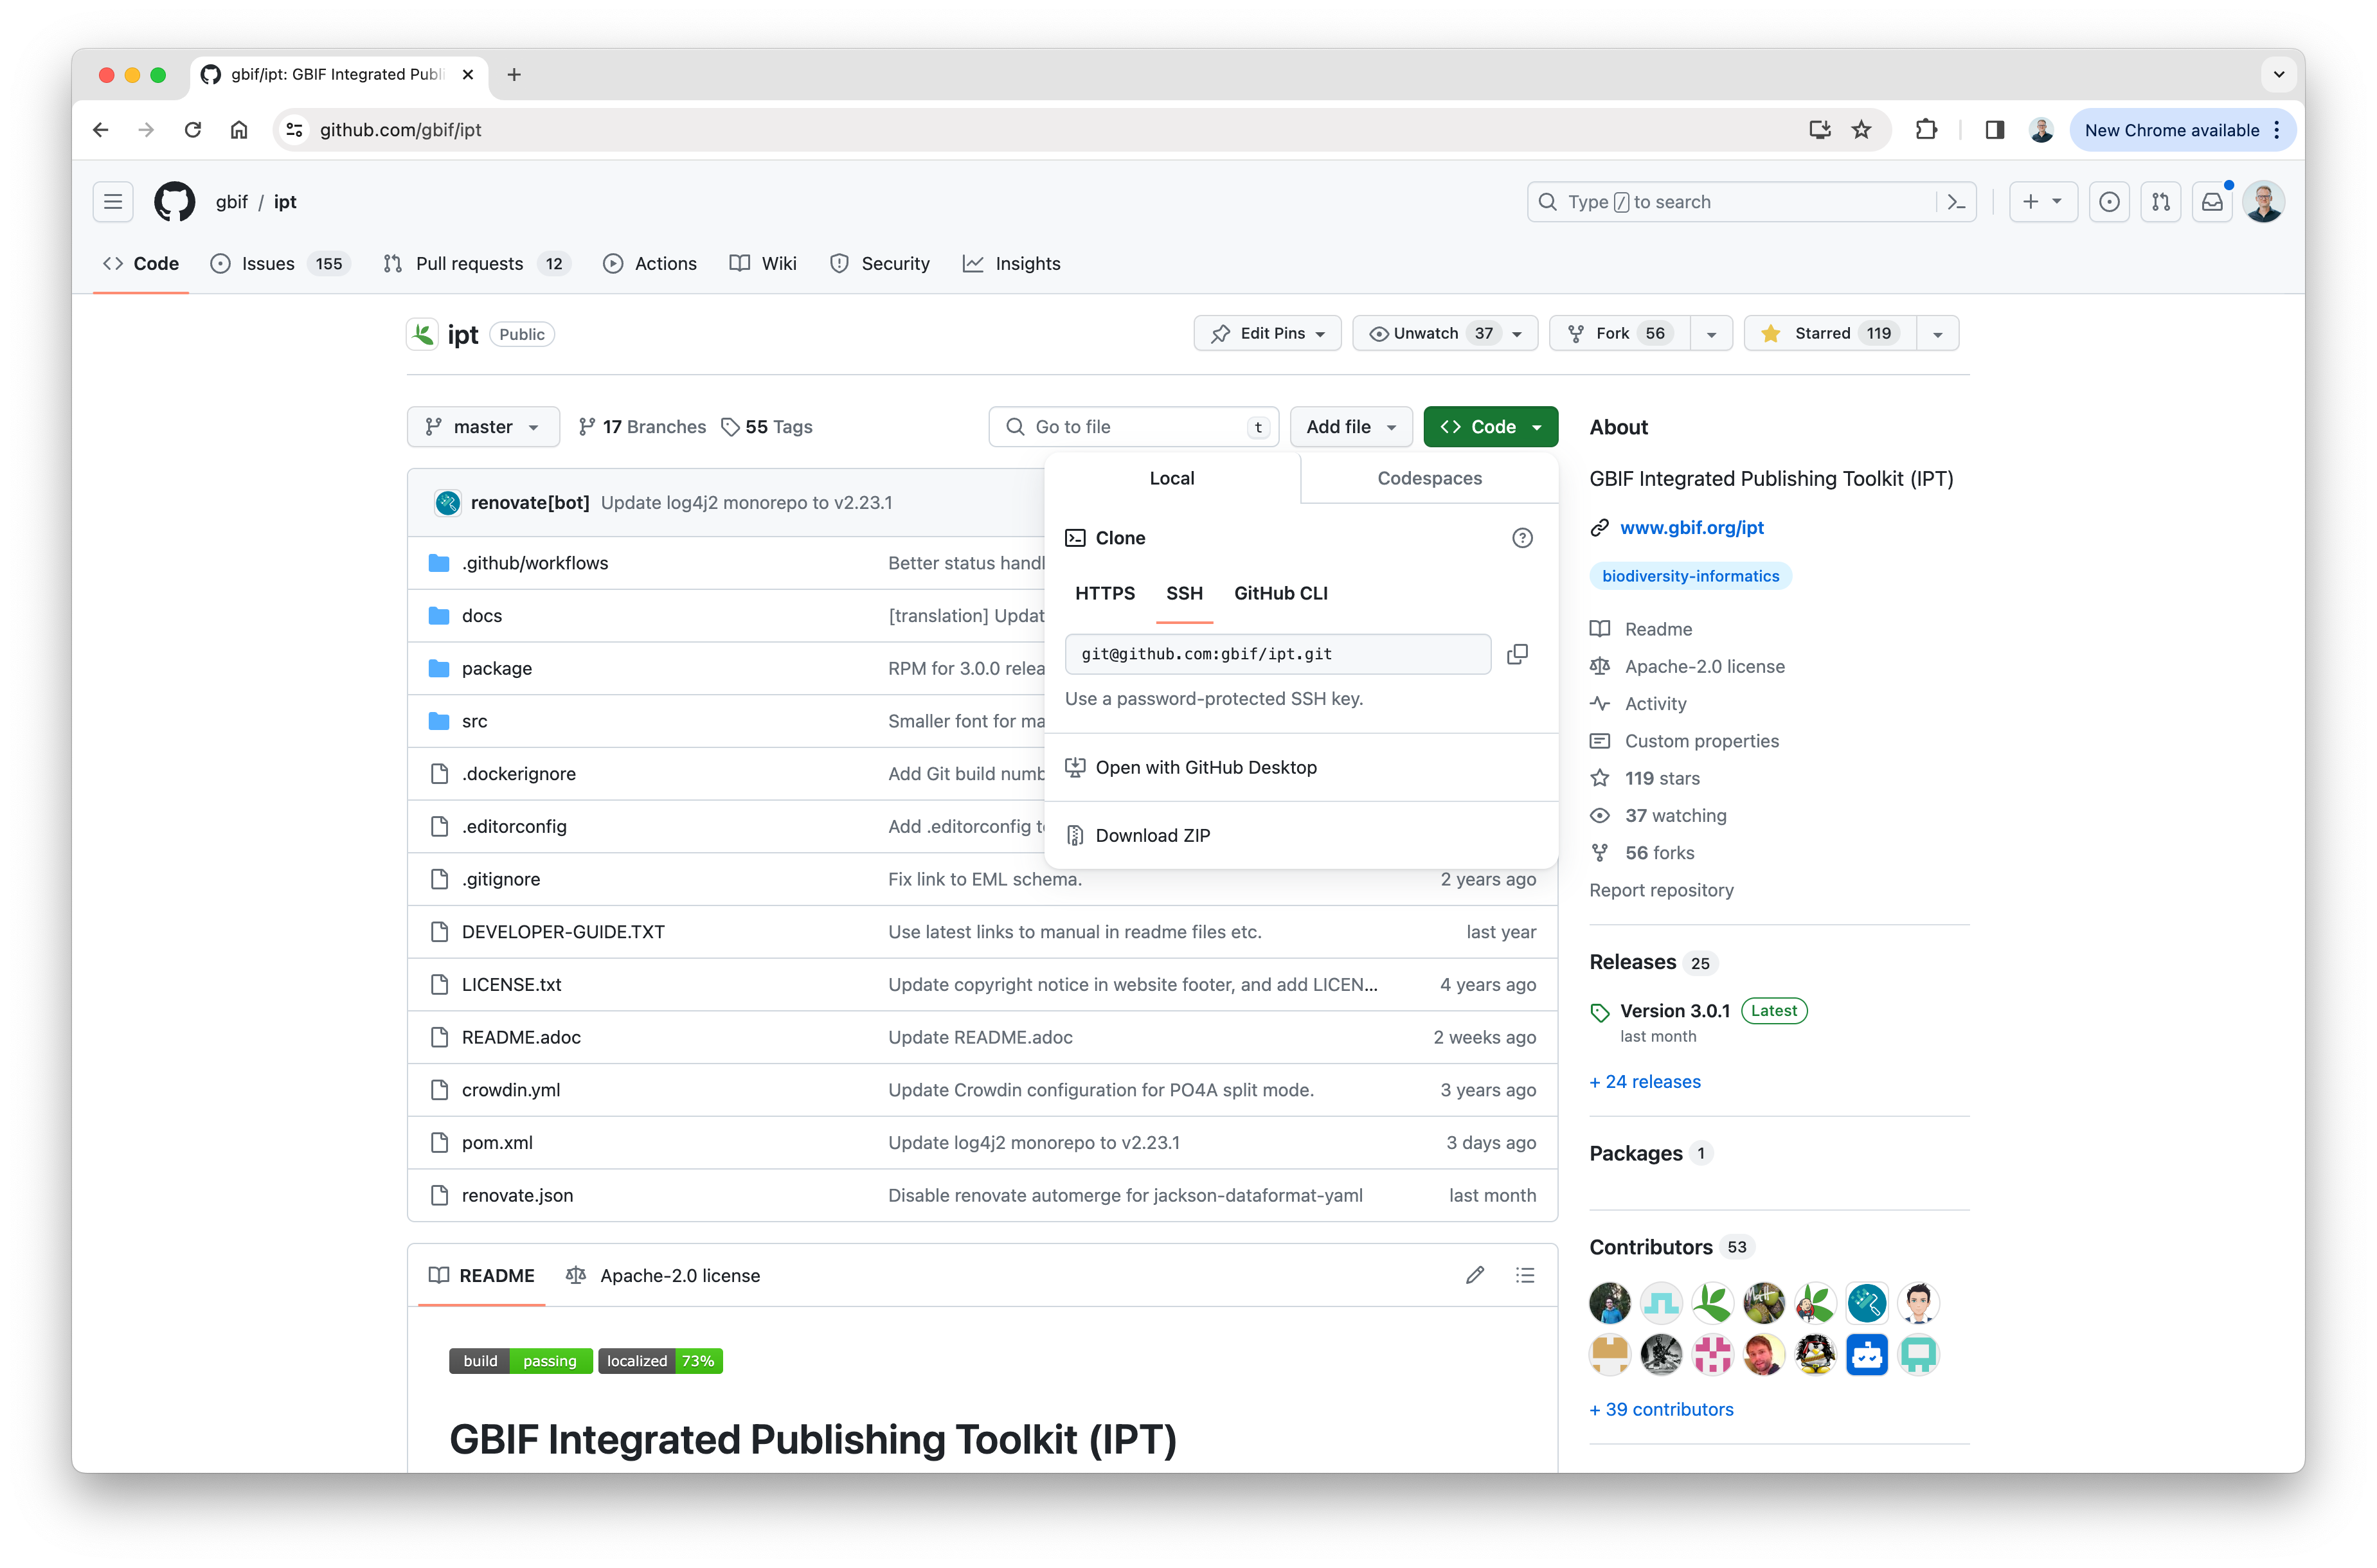 gbif/ipt: GBIF Integrated Publi
github.com/gbif/ipt
New Chrome available
gbif / ipt
Type / to search
Code
Issues 155
Pull requests 12
Actions
Wiki
Security
Insights
ipt Public
Edit Pins
Unwatch 37
Fork 56
Starred 119
master
17 Branches
55 Tags
Go to file t
Add file
Code
Local
Codespaces
Clone
HTTPS SSH GitHub CLI
git@github.com:gbif/ipt.git
Use a password-protected SSH key.
Open with GitHub Desktop
Download ZIP
renovate[bot] Update log4j2 monorepo to v2.23.1
.github/workflows Better status handl
docs [translation] Updat
package RPM for 3.0.0 relea
src Smaller font for ma
.dockerignore Add Git build numb
.editorconfig Add .editorconfig to
.gitignore Fix link to EML schema. 2 years ago
DEVELOPER-GUIDE.TXT Use latest links to manual in readme files etc. last year
LICENSE.txt Update copyright notice in website footer, and add LICEN... 4 years ago
README.adoc Update README.adoc 2 weeks ago
crowdin.yml Update Crowdin configuration for PO4A split mode. 3 years ago
pom.xml Update log4j2 monorepo to v2.23.1 3 days ago
renovate.json Disable renovate automerge for jackson-dataformat-yaml last month
README
Apache-2.0 license
build passing localized 73%
GBIF Integrated Publishing Toolkit (IPT)
About
GBIF Integrated Publishing Toolkit (IPT)
www.gbif.org/ipt
biodiversity-informatics
Readme
Apache-2.0 license
Activity
Custom properties
119 stars
37 watching
56 forks
Report repository
Releases 25
Version 3.0.1 Latest
last month
+ 24 releases
Packages 1
Contributors 53
+ 39 contributors